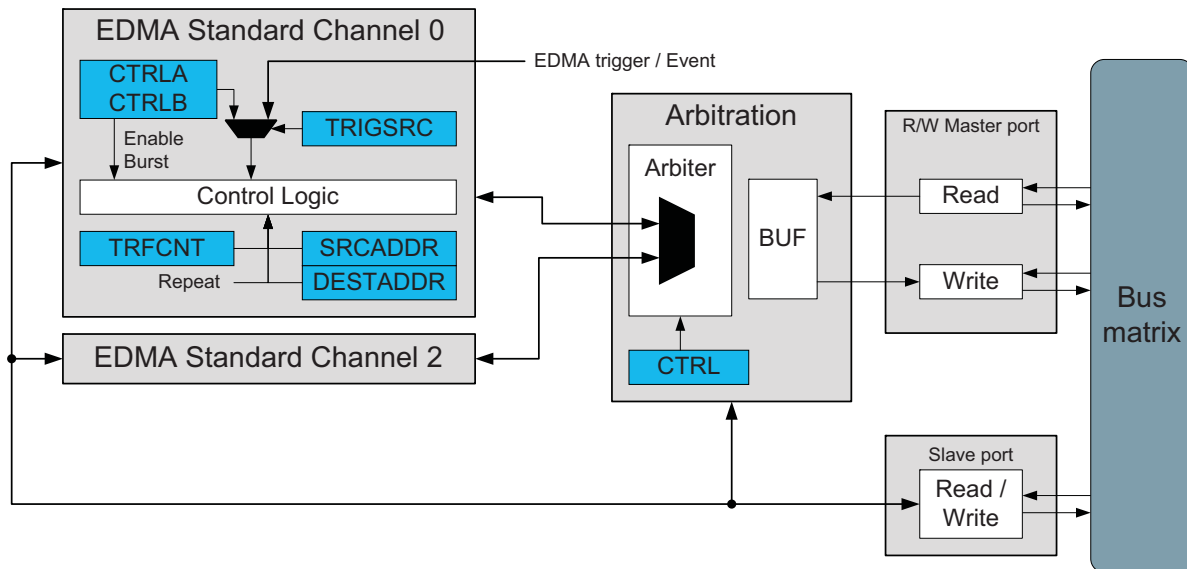 EDMA Standard Channel 0
CTRLA
CTRLB
EDMA trigger / Event
TRIGSRC
Enable
Burst
Control Logic
TRFCNT
SRCADDR
Repeat
DESTADDR
EDMA Standard Channel 2
Arbitration
Arbiter
BUF
CTRL
R/W Master port
Read
Write
Slave port
Read /
Write
Bus
matrix